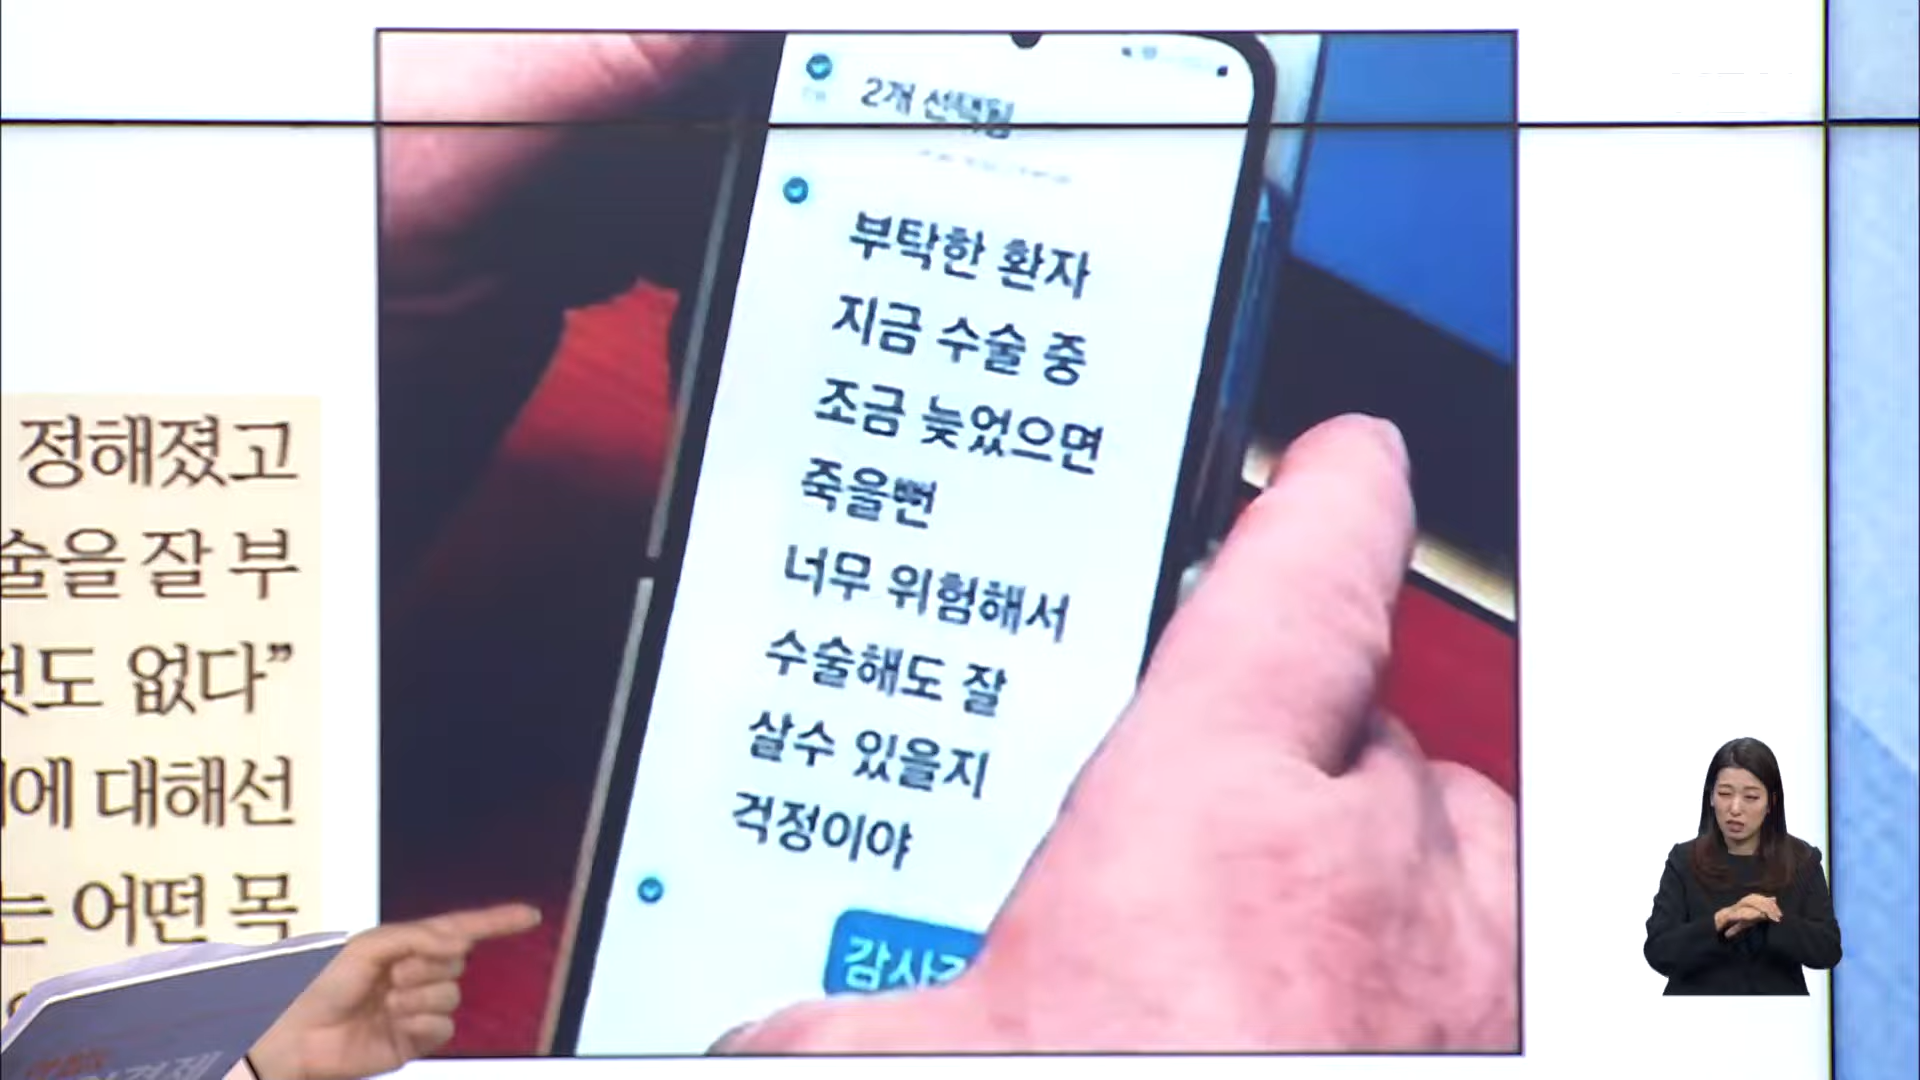 2개 선택됨
부탁한 환자
지금 수술 중
조금 늦었으면
죽을뻔
너무 위험해서
수술해도 잘
살수 있을지
걱정이야
정해졌고
술을 잘 부
것도 없다”
에 대해선
는 어떤 목